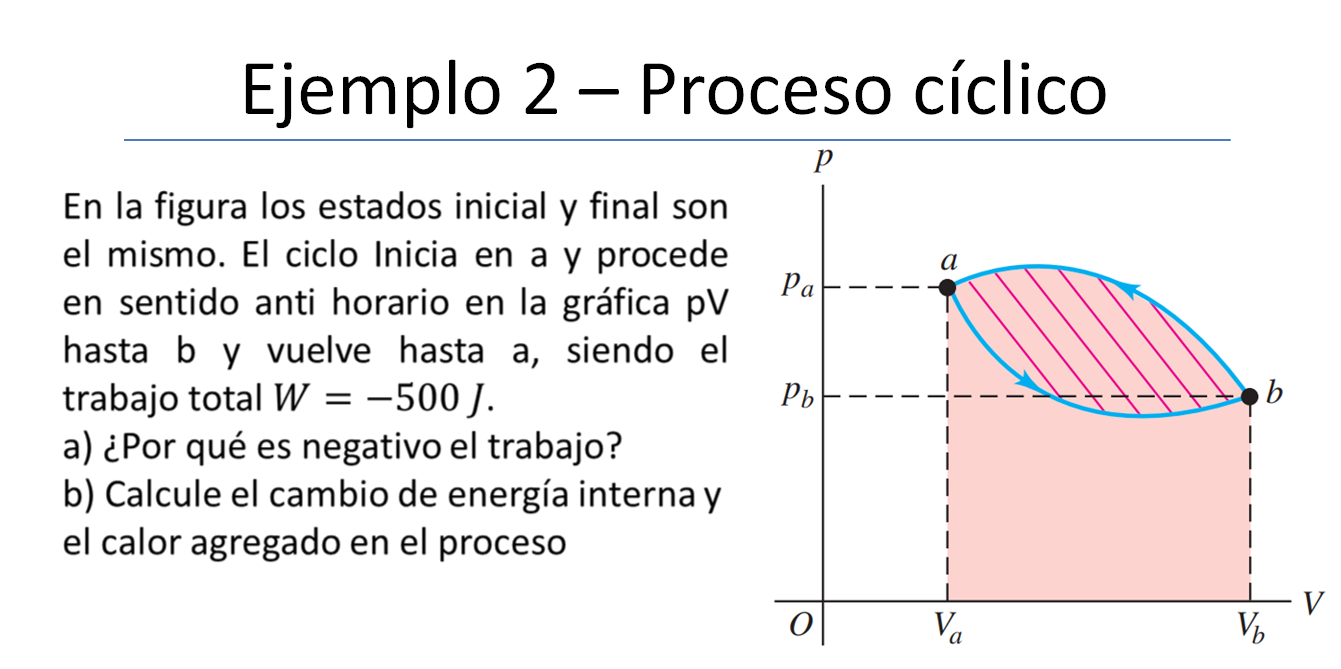 Ejemplo 2 – Proceso cíclico
En la figura los estados inicial y final son
el mismo. El ciclo Inicia en a y procede
en sentido anti horario en la gráfica pV
hasta b y vuelve hasta a, siendo el
trabajo total W = −500 J.
a) ¿Por qué es negativo el trabajo?
b) Calcule el cambio de energía interna y
el calor agregado en el proceso
p
a
pₐ
p_b
b
O
Vₐ
V_b
V